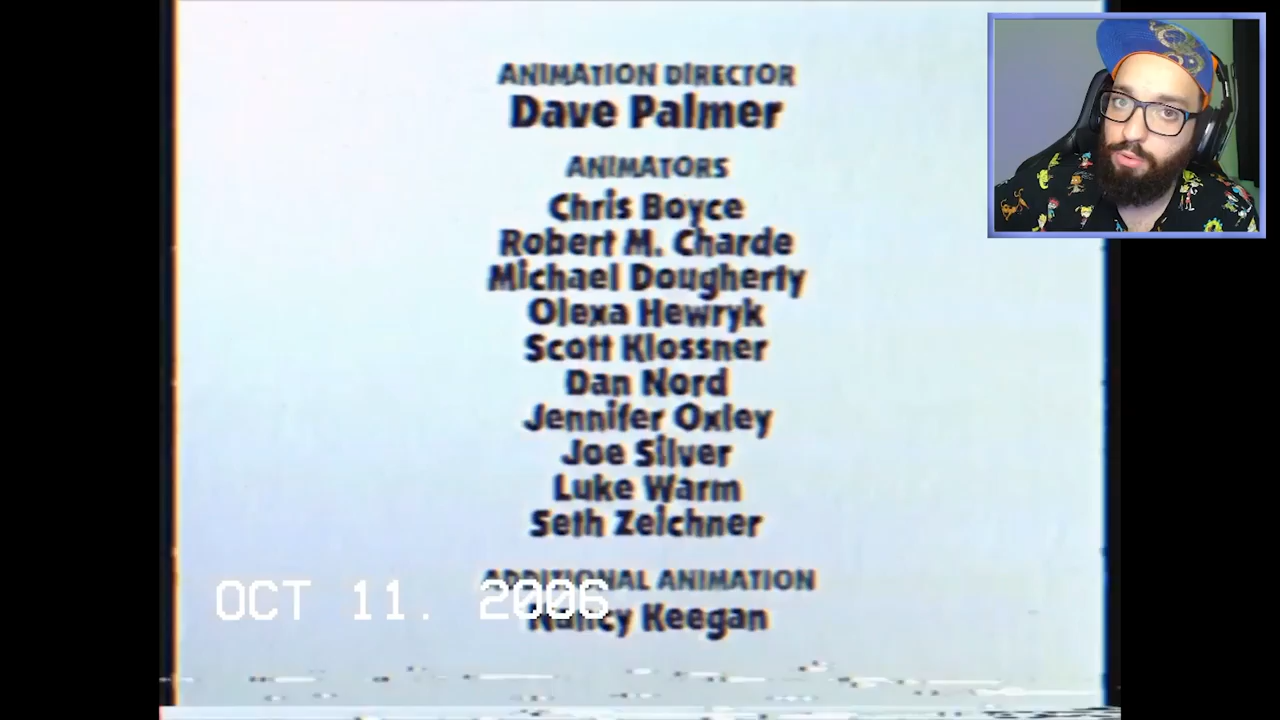 ANIMATION DIRECTOR
Dave Palmer
ANIMATORS
Chris Boyce
Robert M. Charde
Michael Dougherty
Olexa Hewryk
Scott Klossner
Dan Nord
Jennifer Oxley
Joe Silver
Luke Warm
Seth Zeichner
ADDITIONAL ANIMATION
Nancy Keegan
OCT 11. 2006